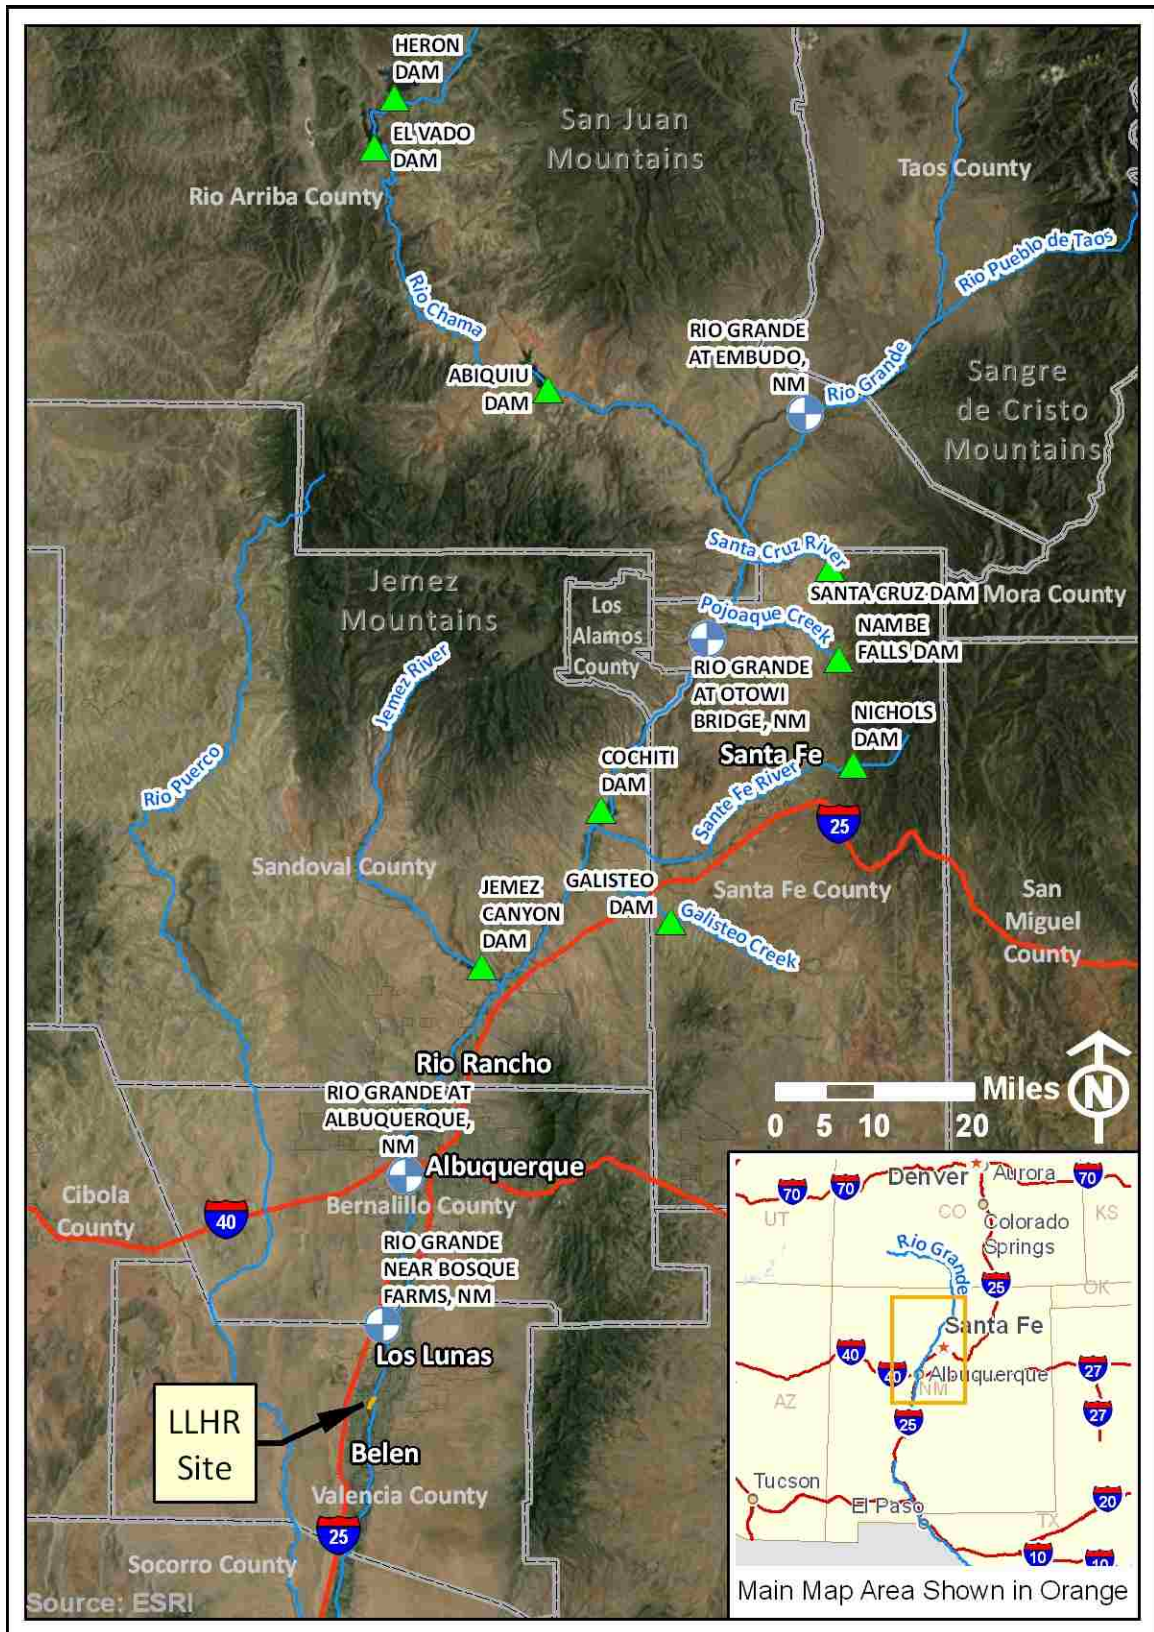 HERON
DAM
EL VADO
DAM
San Juan
Mountains
Taos County
Rio Arriba County
Rio Pueblo de Taos
Rio Chama
RIO GRANDE
AT EMBUDO,
NM
Rio Grande
ABIQUIU
DAM
Sangre
de Cristo
Mountains
Santa Cruz River
SANTA CRUZ DAM
Mora County
Jemez
Mountains
Los
Alamos
County
Pojoaque Creek
NAMBE
FALLS DAM
Jemez River
RIO GRANDE
AT OTOWI
BRIDGE, NM
NICHOLS
DAM
Santa Fe
Rio Puerco
COCHITI
DAM
Sante Fe River
25
Sandoval County
JEMEZ
CANYON
DAM
GALISTEO
DAM
Santa Fe County
Galisteo Creek
San
Miguel
County
Rio Rancho
Miles
0 5 10 20
N
RIO GRANDE AT
ALBUQUERQUE,
NM
Albuquerque
Cibola
County
40
Bernalillo County
RIO GRANDE
NEAR BOSQUE
FARMS, NM
Los Lunas
LLHR
Site
Belen
Valencia County
25
Socorro County
Source: ESRI
Denver
Aurora
70
70
70
UT
CO
Colorado
Springs
KS
Rio Grande
25
OK
Santa Fe
40
40
Albuquerque
27
NM
AZ
25
27
Tucson
El Paso
20
TX
10
10
Main Map Area Shown in Orange